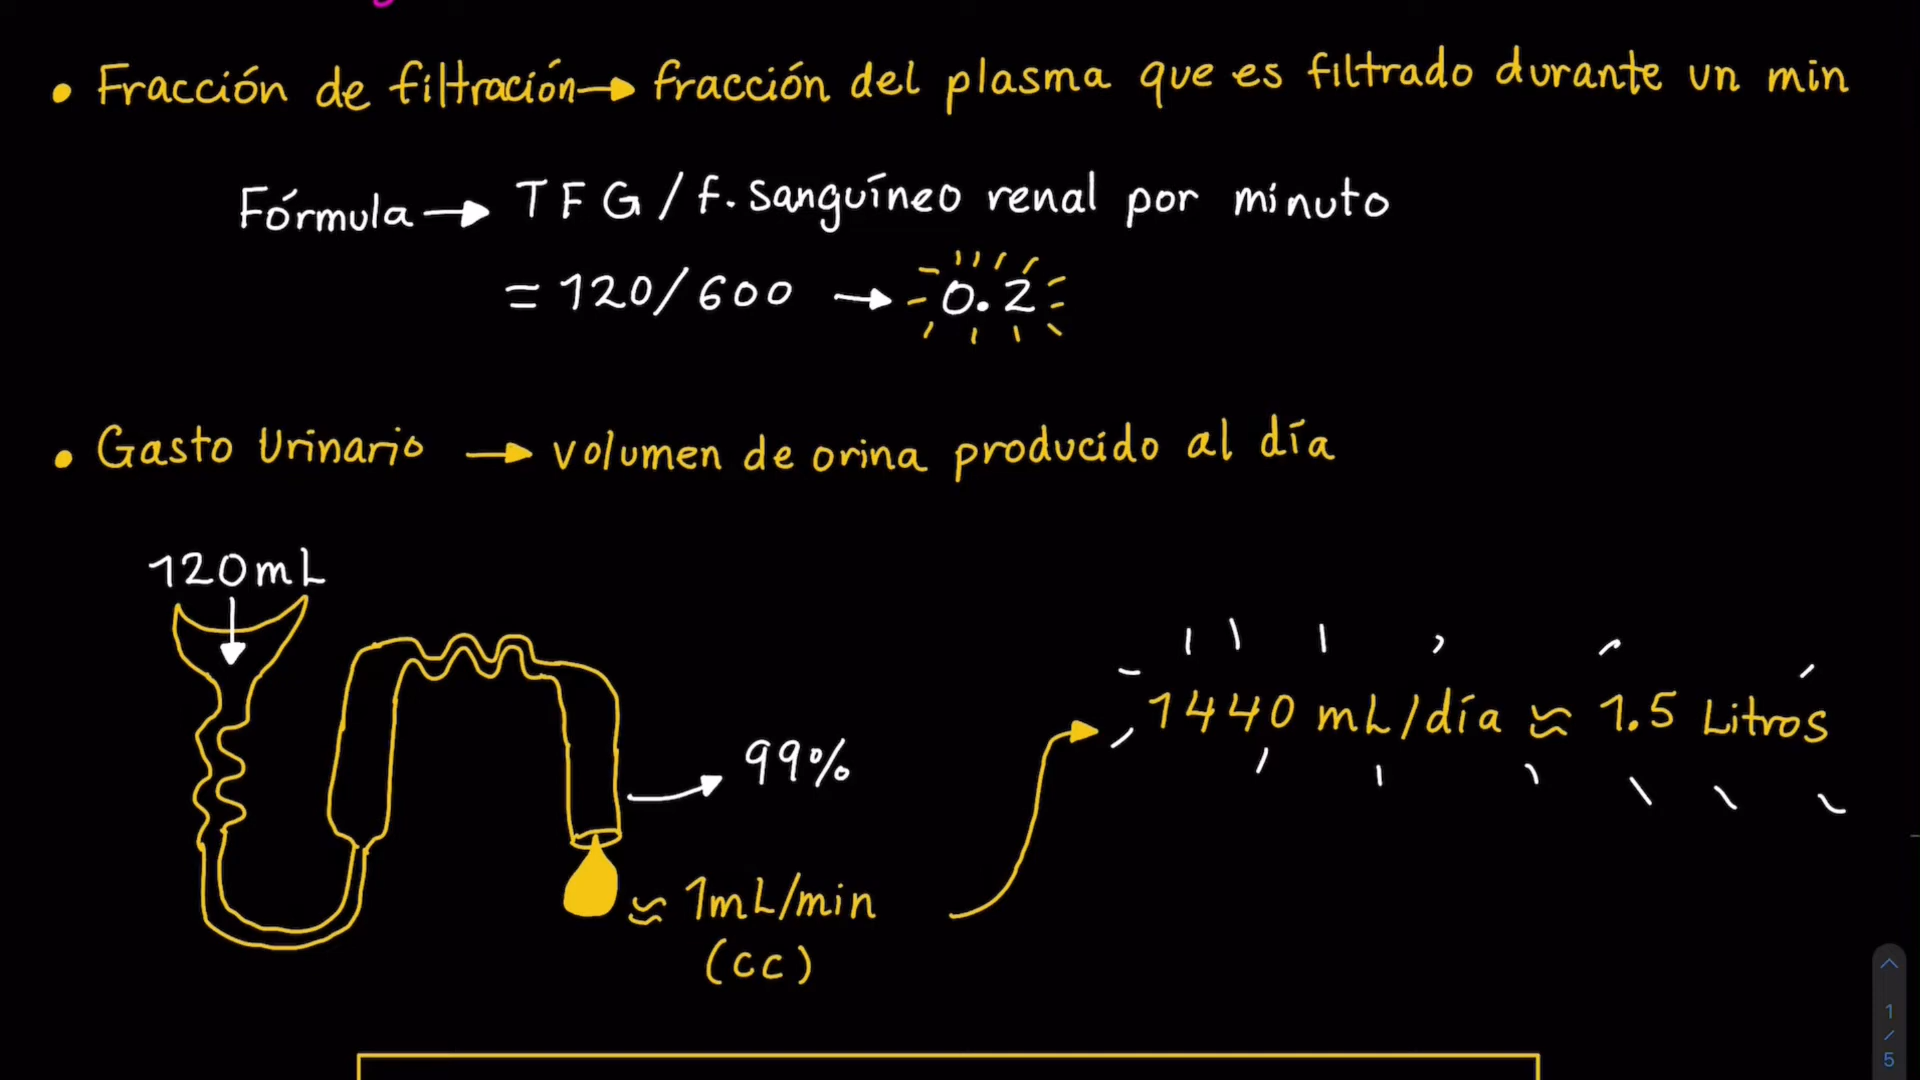 • Fracción de filtración → fracción del plasma que es filtrado durante un min
Fórmula → TFG / f. sanguíneo renal por minuto
= 120/600 → 0.2
• Gasto Urinario → volumen de orina producido al día
120mL
1440 mL/día ≈ 1.5 Litros
99%
≈ 1mL/min
(cc)
1
/
5